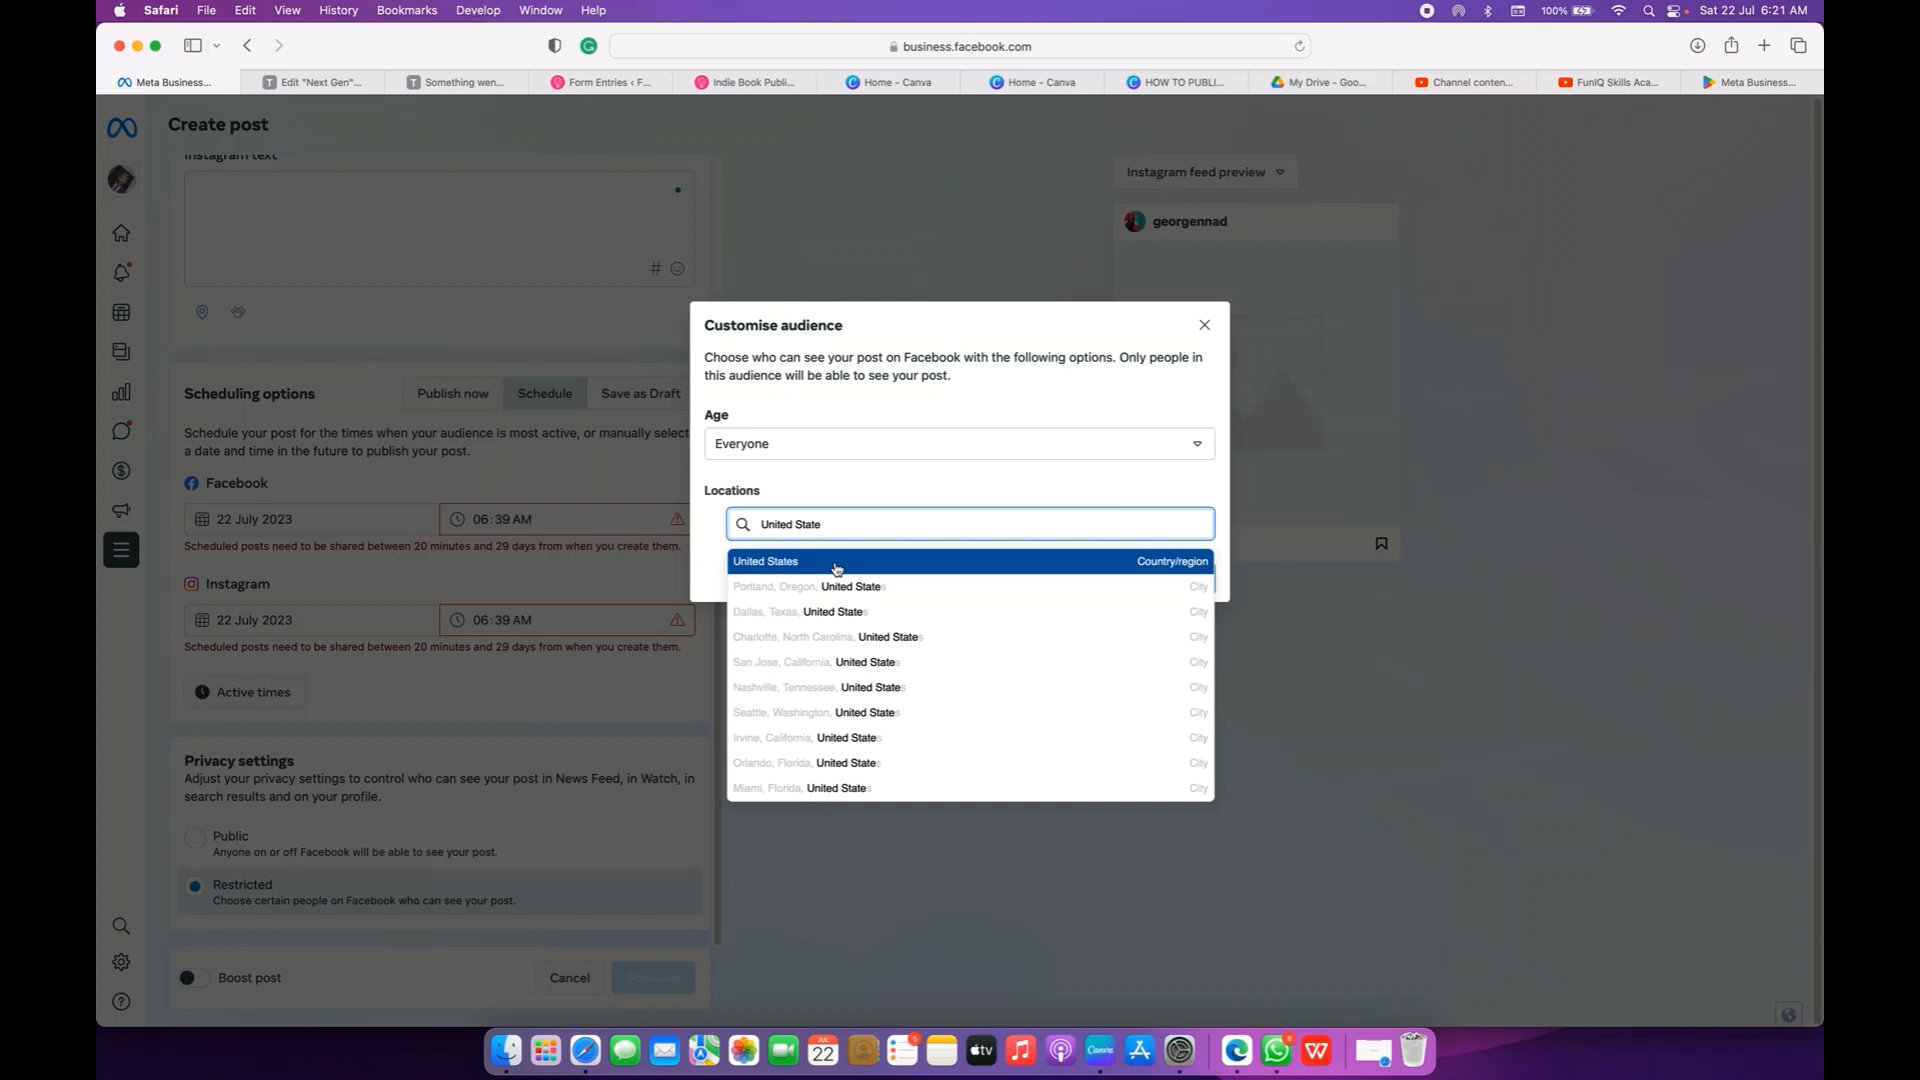 Safari File Edit View History Bookmarks Develop Window Help
100% Sat 22 Jul 6:21 AM
business.facebook.com
Meta Business...
Edit "Next Gen"...
Something wen...
Form Entries ‹ F...
Indie Book Publi...
Home - Canva
Home - Canva
HOW TO PUBLI...
My Drive - Goo...
Channel conten...
FunIQ Skills Aca...
Meta Business...
Create post
Instagram text
Scheduling options
Publish now
Schedule
Save as Draft
Schedule your post for the times when your audience is most active, or manually select
a date and time in the future to publish your post.
Facebook
22 July 2023
06:39 AM
Scheduled posts need to be shared between 20 minutes and 29 days from when you create them.
Instagram
22 July 2023
06:39 AM
Scheduled posts need to be shared between 20 minutes and 29 days from when you create them.
Active times
Privacy settings
Adjust your privacy settings to control who can see your post in News Feed, in Watch, in
search results and on your profile.
Public
Anyone on or off Facebook will be able to see your post.
Restricted
Choose certain people on Facebook who can see your post.
Boost post
Cancel
Schedule
Instagram feed preview
georgennad
Customise audience
Choose who can see your post on Facebook with the following options. Only people in
this audience will be able to see your post.
Age
Everyone
Locations
United State
United States Country/region
Portland, Oregon, United States City
Dallas, Texas, United States City
Charlotte, North Carolina, United States City
San Jose, California, United States City
Nashville, Tennessee, United States City
Seattle, Washington, United States City
Irvine, California, United States City
Orlando, Florida, United States City
Miami, Florida, United States City
JUL
22
5
tv
Canva
8
W